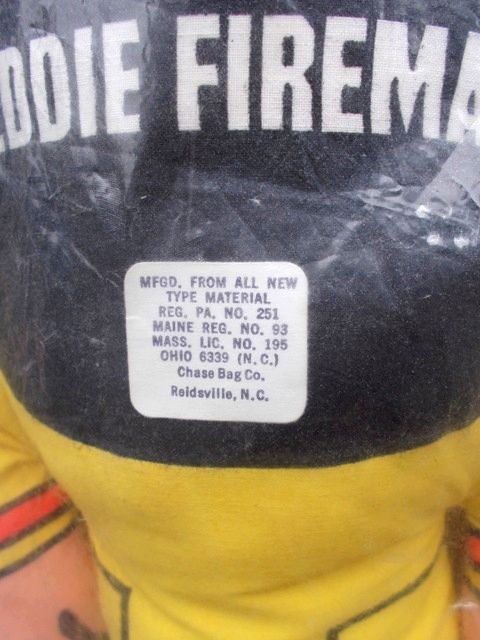 EDDIE FIREMA
MFGD. FROM ALL NEW
TYPE MATERIAL
REG. PA. NO. 251
MAINE REG. NO. 93
MASS. LIC. NO. 195
OHIO 6339 (N.C.)
Chase Bag Co.
Reidsville, N.C.